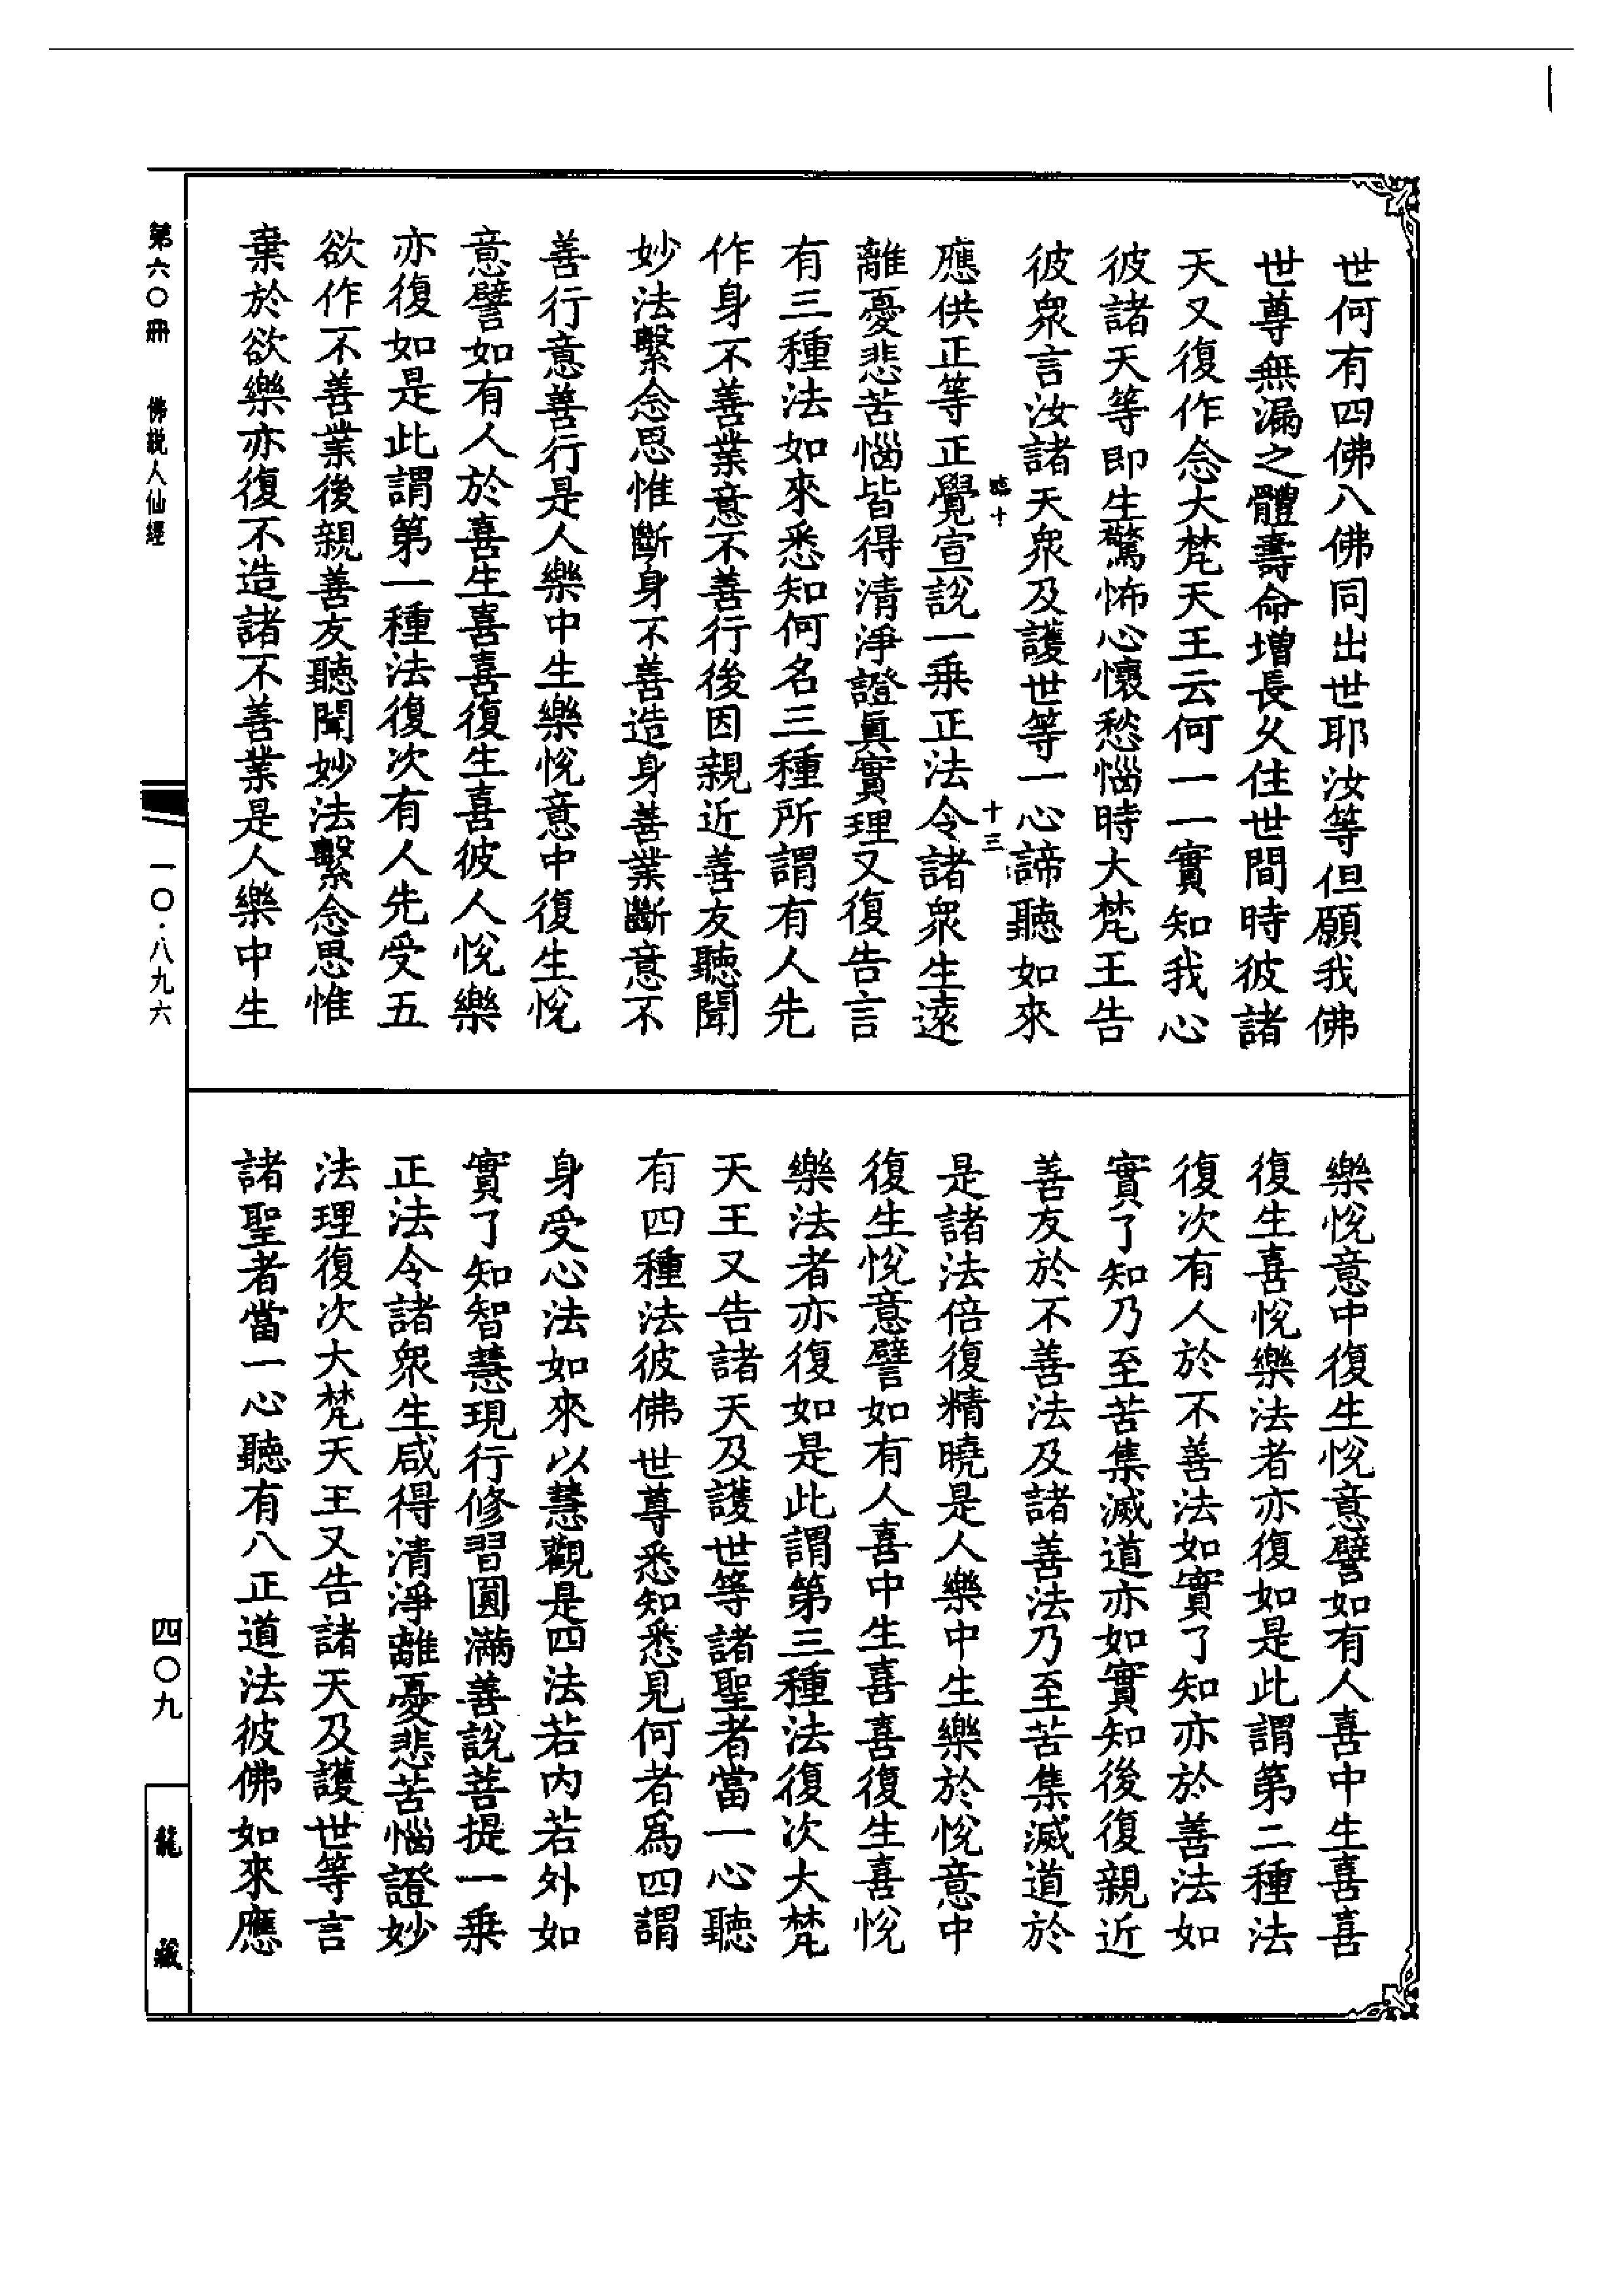 世何有四佛八佛同出世耶汝等但願我佛
世尊無漏之體壽命增長久住世間時彼諸
天又復作念大梵天王云何一一實知我心
彼諸天等即生驚怖心懷愁惱時大梵王告
彼衆言汝諸天衆及護世等一心諦聽如來
十三
應供正等正覺宣說一乗正法令諸衆生遠
離憂悲苦惱皆得清淨證眞實理又復告言
有三種法如來悉知何名三種所謂有人先
作身不善業意不善行後因親近善友聽聞
妙法繫念思惟斷身不善造身善業斷意不
善行意善行是人樂中生樂悅意中復生悅
意譬如有人於喜生喜喜復生喜彼人悅樂
亦復如是此謂第一種法復次有人先受五
欲作不善業後親善友聽聞妙法繫念思惟
棄於欲樂亦復不造諸不善業是人樂中生
樂悅意中復生悅意譬如有人喜中生喜喜
復生喜悅樂法者亦復如是此謂第二種法
復次有人於不善法如實了知亦於善法如
實了知乃至苦集滅道亦如實知後復親近
善友於不善法及諸善法乃至苦集滅道於
是諸法倍復精曉是人樂中生樂於悅意中
復生悅意譬如有人喜中生喜喜復生喜悅
樂法者亦復如是此謂第三種法復次大梵
天王又告諸天及護世等諸聖者當一心聽
有四種法彼佛世尊悉知悉見何者爲四謂
身受心法如來以慧觀是四法若內若外如
實了知智慧現行修習圓滿善說菩提一乗
正法令諸衆生咸得清淨離憂悲苦惱證妙
法理復次大梵天王又告諸天及護世等言
諸聖者當一心聽有八正道法彼佛如來應
第六〇冊 佛說人仙經
一〇·八九六
四〇九
龍藏